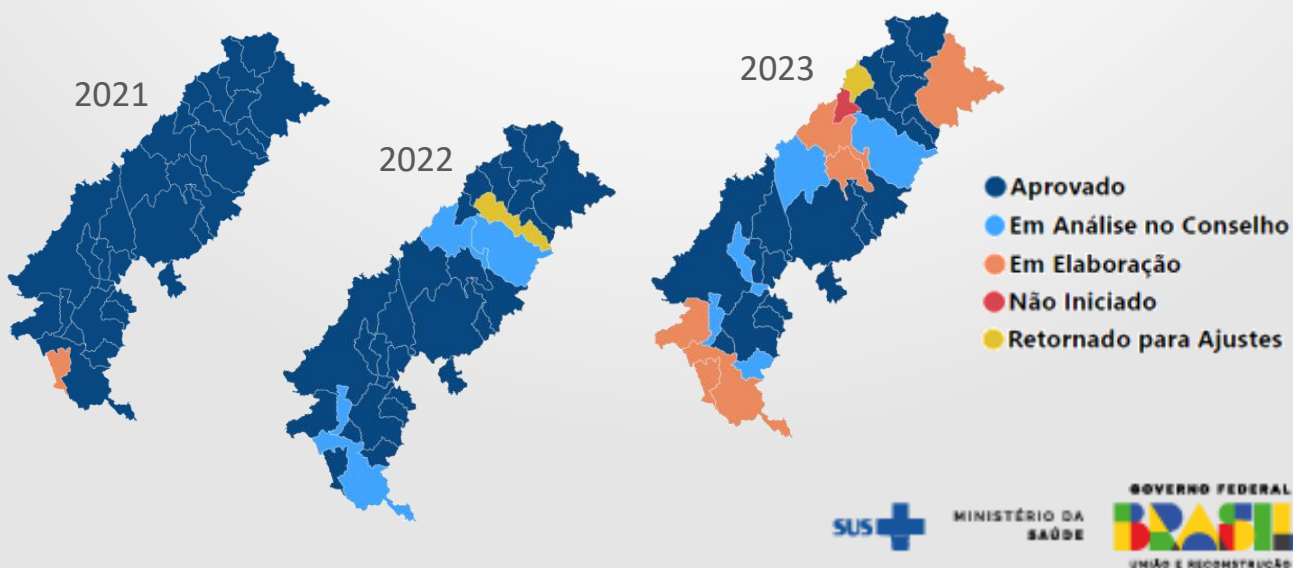 2021
2022
2023
Aprovado
Em Análise no Conselho
Em Elaboração
Não Iniciado
Retornado para Ajustes
SUS
MINISTÉRIO DA
SAÚDE
GOVERNO FEDERAL
BRASIL
UNIÃO E RECONSTRUÇÃO